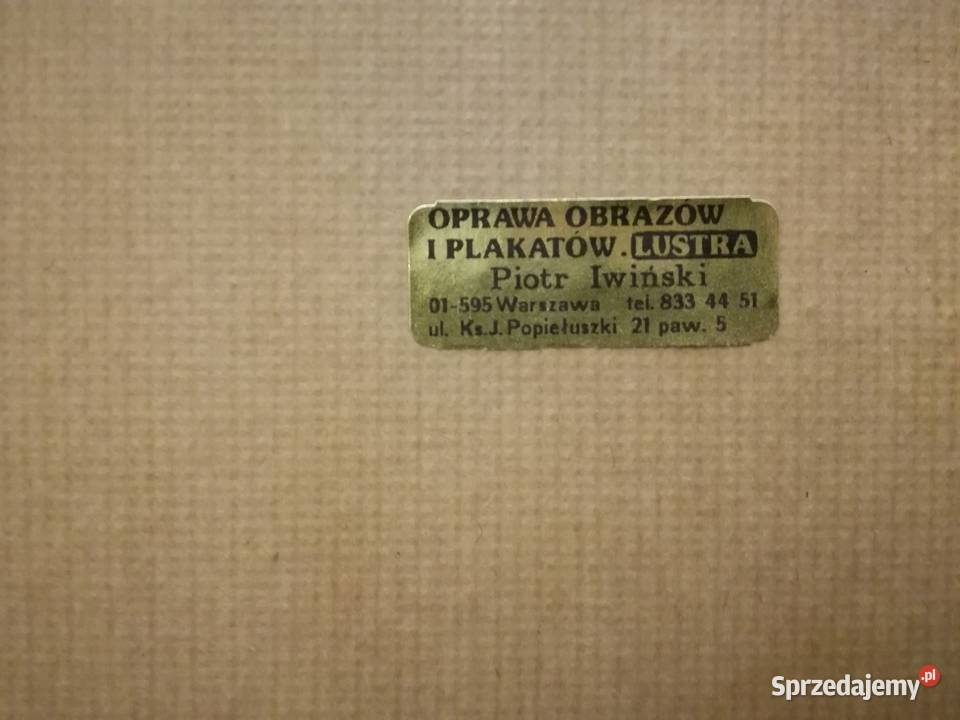 OPRAWA OBRAZÓW
I PLAKATÓW. LUSTRA
Piotr Iwiński
01-595 Warszawa tel. 833 44 51
ul. Ks. J. Popiełuszki 21 paw. 5
Sprzedajemy.pl